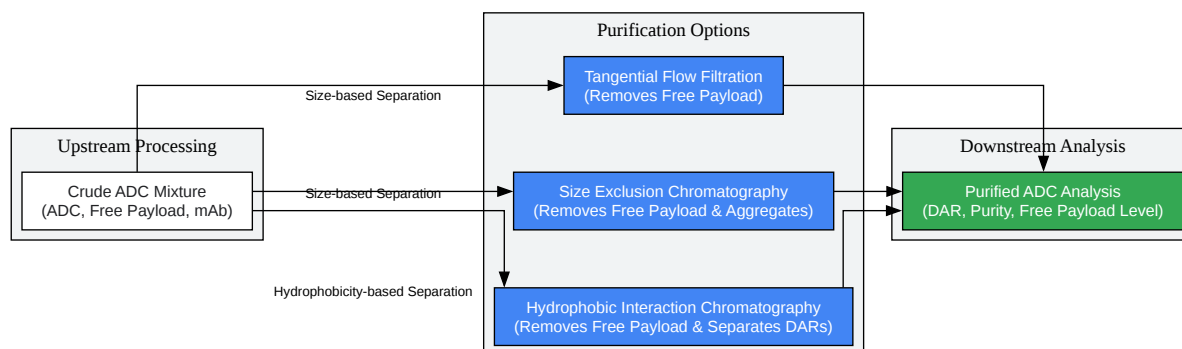 Purification Options
Tangential Flow Filtration
(Removes Free Payload)
Size-based Separation
Upstream Processing
Downstream Analysis
Crude ADC Mixture
(ADC, Free Payload, mAb)
Size-based Separation
Size Exclusion Chromatography
(Removes Free Payload & Aggregates)
Purified ADC Analysis
(DAR, Purity, Free Payload Level)
Hydrophobicity-based Separation
Hydrophobic Interaction Chromatography
(Removes Free Payload & Separates DARs)